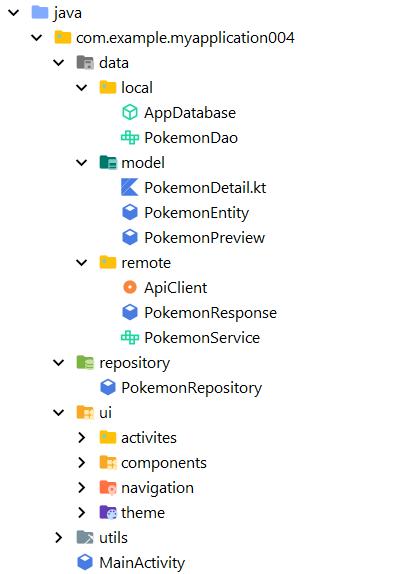 java
com.example.myapplication004
data
local
AppDatabase
PokemonDao
model
PokemonDetail.kt
PokemonEntity
PokemonPreview
remote
ApiClient
PokemonResponse
PokemonService
repository
PokemonRepository
ui
activites
components
navigation
theme
utils
MainActivity